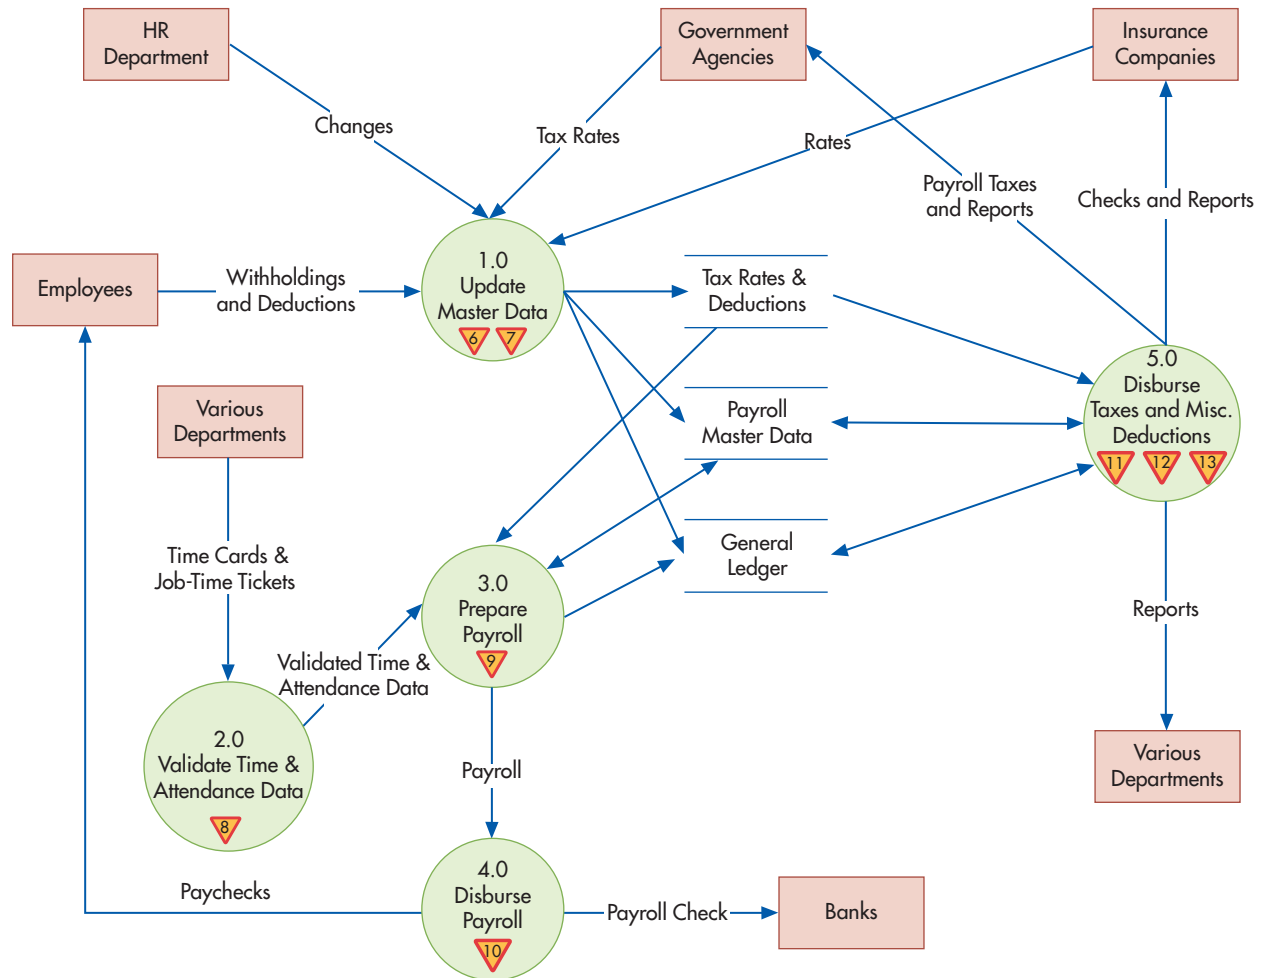 HR
Department
Government
Agencies
Insurance
Companies
Changes
Tax Rates
Rates
Payroll Taxes
and Reports
Checks and Reports
Employees
Withholdings
and Deductions
1.0
Update
Master Data
6
7
Tax Rates &
Deductions
5.0
Disburse
Taxes and Misc.
Deductions
11
12
13
Various
Departments
Payroll
Master Data
General
Ledger
Time Cards &
Job-Time Tickets
3.0
Prepare
Payroll
9
Reports
Validated Time &
Attendance Data
2.0
Validate Time &
Attendance Data
8
Payroll
Various
Departments
Paychecks
4.0
Disburse
Payroll
10
Payroll Check
Banks